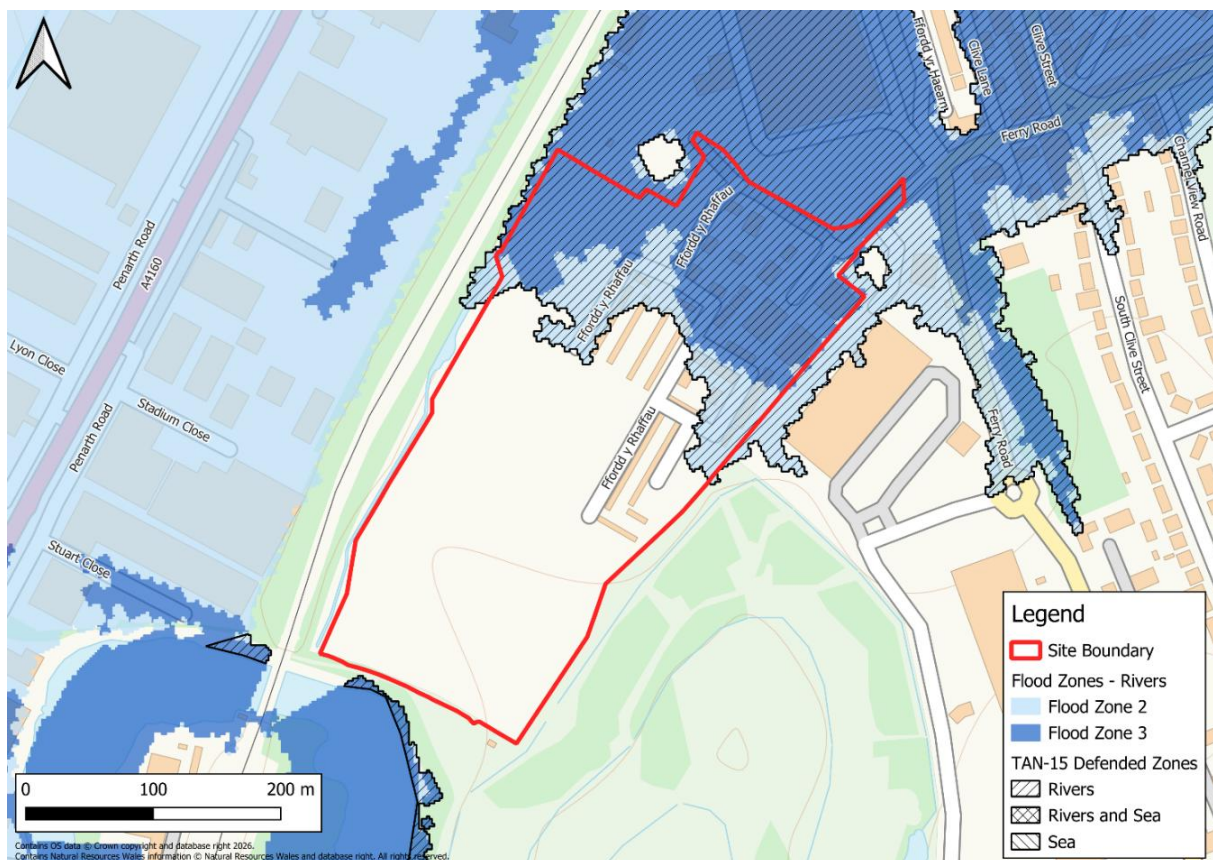 Ffordd yr Haearn
Clive Lane
Clive Street
Ferry Road
Channel View Road
Penarth Road
A4160
Ffordd y Rhaffau
Ffordd y Rhaffau
South Clive Street
Lyon Close
Stadium Close
Penarth Road
Ffordd y Rhaffau
Ferry Road
Stuart Close
Legend
Site Boundary
Flood Zones - Rivers
Flood Zone 2
Flood Zone 3
TAN-15 Defended Zones
Rivers
Rivers and Sea
Sea
0 100 200 m
Contains OS data © Crown copyright and database right 2026.
Contains Natural Resources Wales information © Natural Resources Wales and database right. All rights reserved.